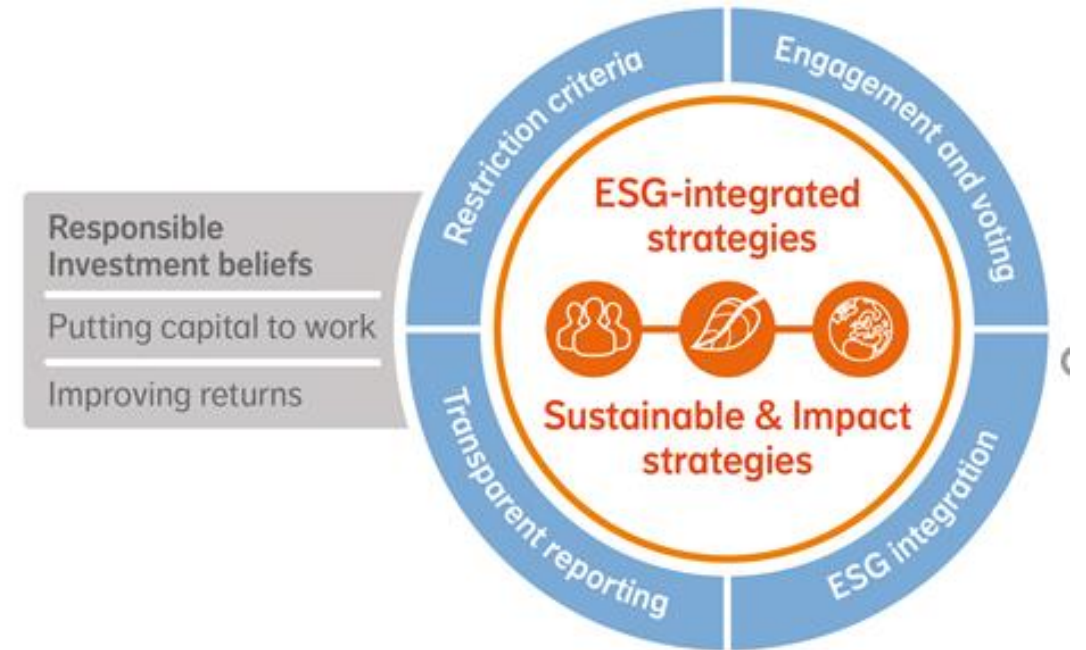 Responsible
Investment beliefs
Putting capital to work
Improving returns
Restriction criteria
Engagement and voting
ESG-integrated
strategies
Sustainable & Impact
strategies
Transparent reporting
ESG integration